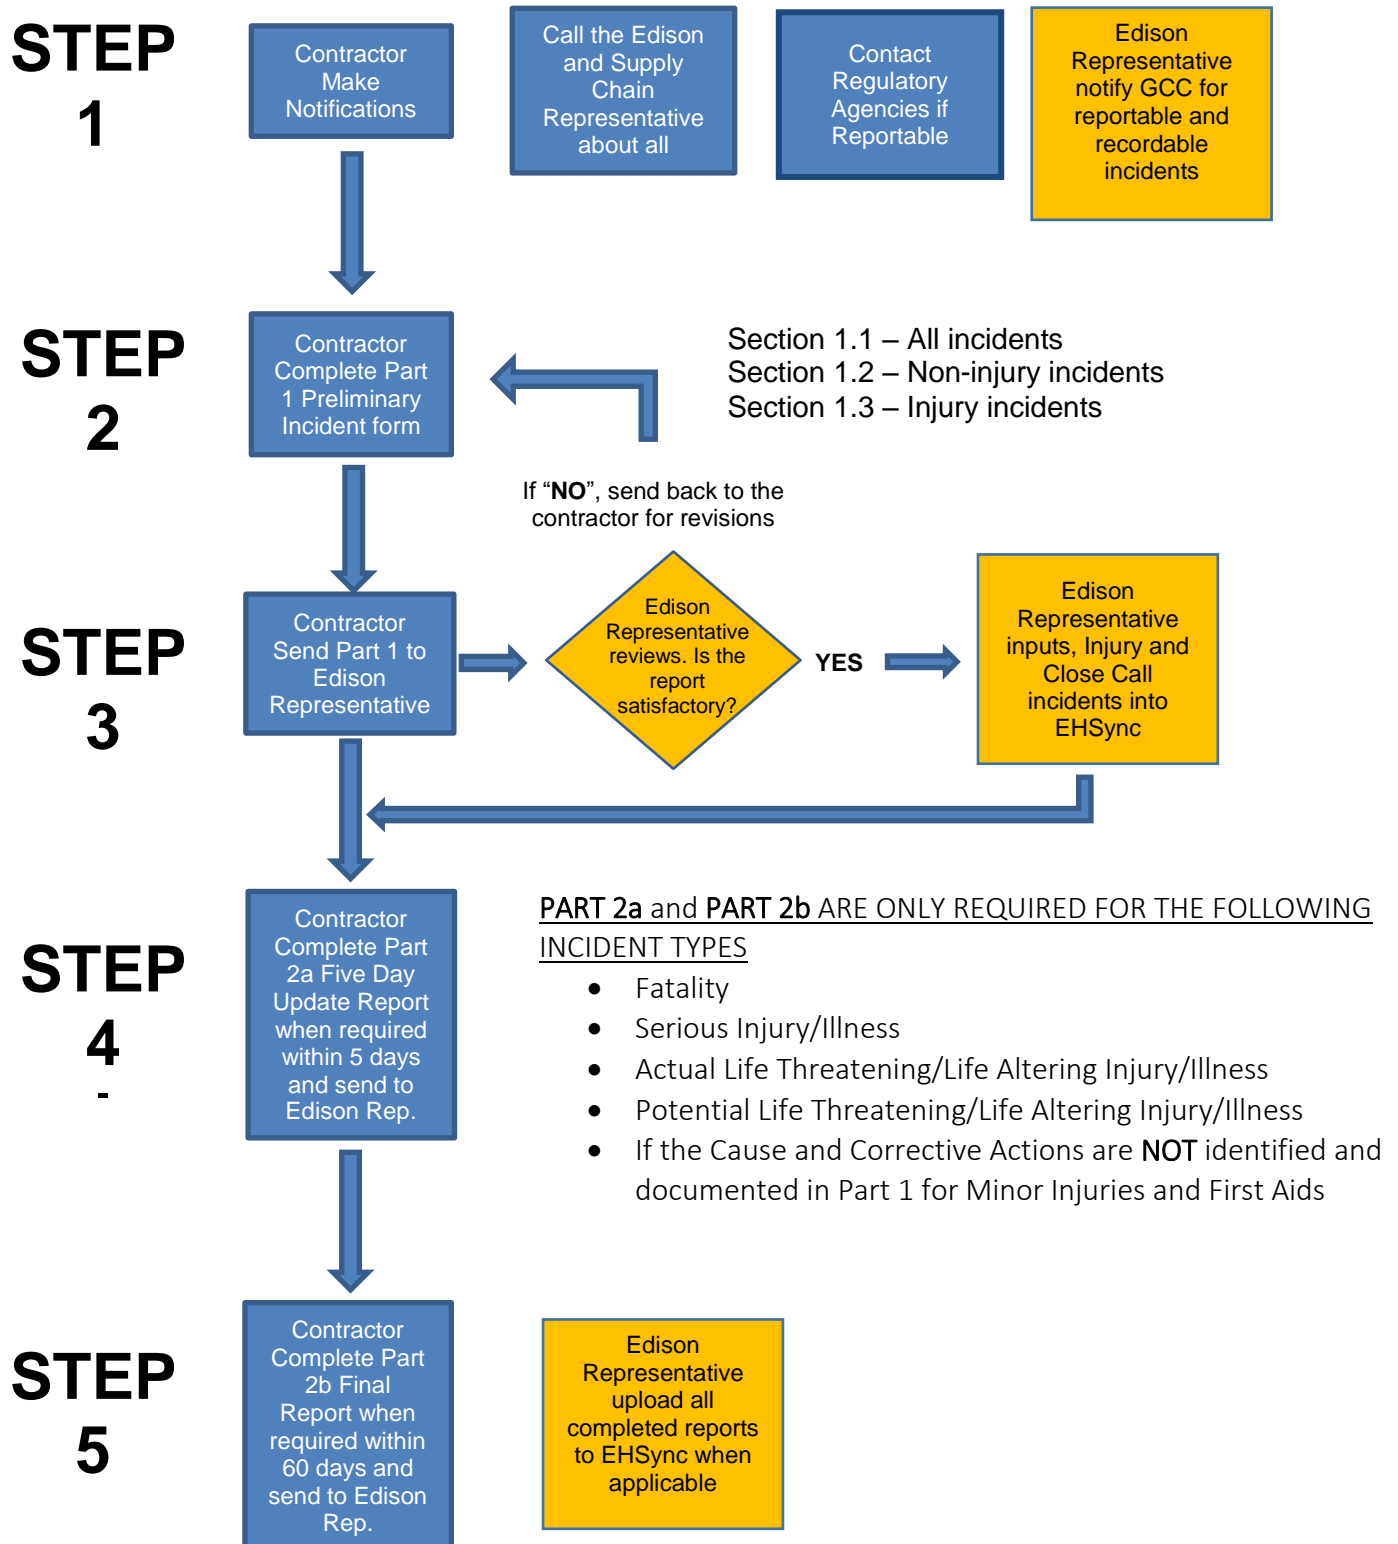 STEP
1
Contractor
Make
Notifications
Call the Edison
and Supply
Chain
Representative
about all
Contact
Regulatory
Agencies if
Reportable
Edison
Representative
notify GCC for
reportable and
recordable
incidents
STEP
2
Contractor
Complete Part
1 Preliminary
Incident form
Section 1.1 – All incidents
Section 1.2 – Non-injury incidents
Section 1.3 – Injury incidents
If “NO”, send back to the
contractor for revisions
STEP
3
Contractor
Send Part 1 to
Edison
Representative
Edison
Representative
reviews. Is the
report
satisfactory?
YES
Edison
Representative
inputs, Injury and
Close Call
incidents into
EHSync
STEP
4
-
Contractor
Complete Part
2a Five Day
Update Report
when required
within 5 days
and send to
Edison Rep.
PART 2a and PART 2b ARE ONLY REQUIRED FOR THE FOLLOWING
INCIDENT TYPES
• Fatality
• Serious Injury/Illness
• Actual Life Threatening/Life Altering Injury/Illness
• Potential Life Threatening/Life Altering Injury/Illness
• If the Cause and Corrective Actions are NOT identified and
documented in Part 1 for Minor Injuries and First Aids
STEP
5
Contractor
Complete Part
2b Final
Report when
required within
60 days and
send to Edison
Rep.
Edison
Representative
upload all
completed reports
to EHSync when
applicable